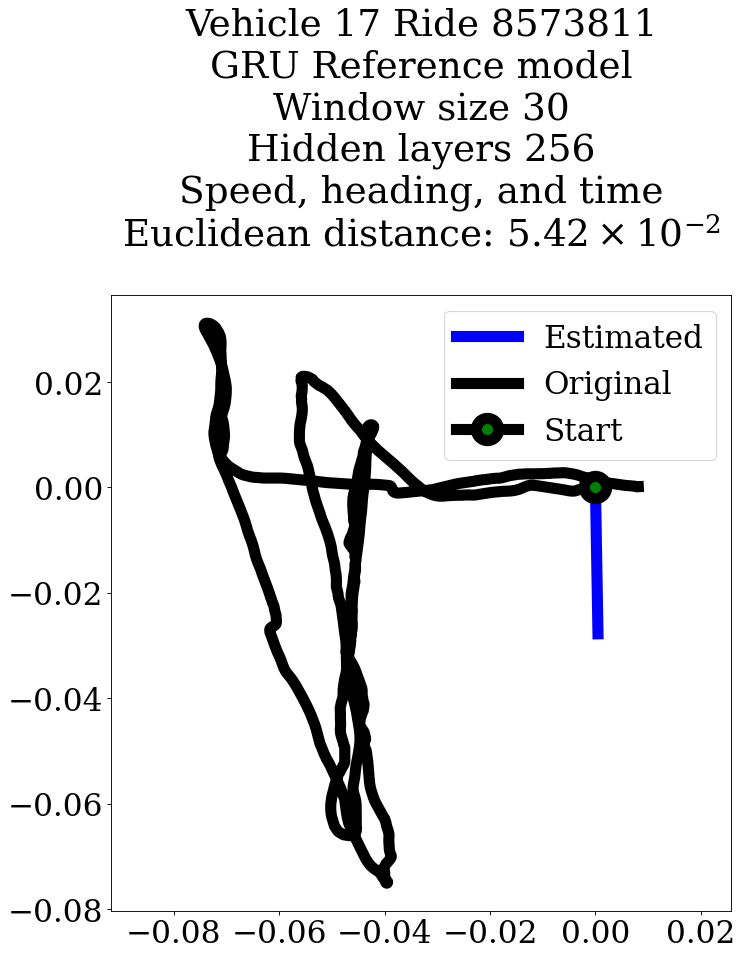 Vehicle 17 Ride 8573811
GRU Reference model
Window size 30
Hidden layers 256
Speed, heading, and time
Euclidean distance: 5.42 × 10⁻²
Estimated
Original
Start
0.02
0.00
−0.02
−0.04
−0.06
−0.08
−0.08 −0.06 −0.04 −0.02 0.00 0.02